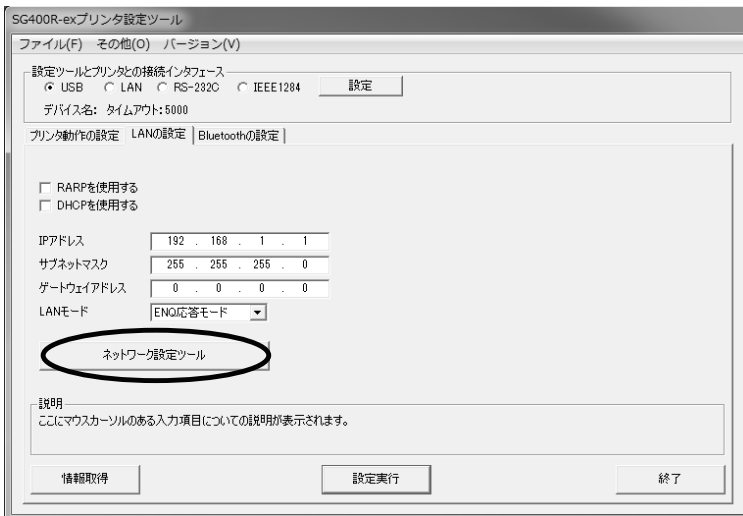 SG400R-exプリンタ設定ツール
ファイル(F) その他(O) バージョン(V)
設定ツールとプリンタとの接続インタフェース
USB LAN RS-232C IEEE1284 設定
デバイス名: タイムアウト:5000
プリンタ動作の設定 LANの設定 Bluetoothの設定
RARPを使用する
DHCPを使用する
IPアドレス 192 . 168 . 1 . 1
サブネットマスク 255 . 255 . 255 . 0
ゲートウェイアドレス 0 . 0 . 0 . 0
LANモード ENQ応答モード
ネットワーク設定ツール
説明
ここにマウスカーソルのある入力項目についての説明が表示されます。
情報取得 設定実行 終了